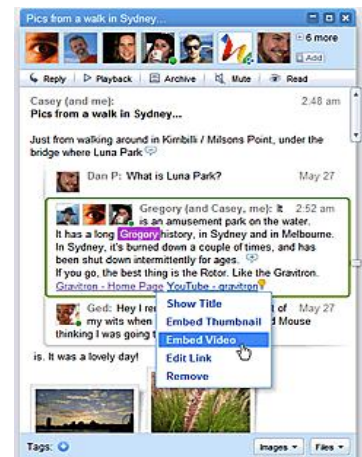 Pics from a walk in Sydney...
6 more
Add
Reply Playback Archive Mute Read
Casey (and me): 2:48 am
Pics from a walk in Sydney...
Just from walking around in Kirribilli / Milsons Point, under the
bridge where Luna Park
Dan P: What is Luna Park? May 27
Gregory (and Casey, me): It 2:52 am
is an amusement park on the water.
It has a long Gregory history, in Sydney and in Melbourne.
In Sydney, it's burned down a couple of times, and has
been shut down intermittently for ages.
If you go, the best thing is the Rotor. Like the Gravitron.
Gravitron - Home Page YouTube - gravitron
Show Title
Embed Thumbnail
Embed Video
Edit Link
Remove
Ged: Hey I re of May 27
my wits when d Mouse
thinking I was going t
is. It was a lovely day!
Tags:
Images Files